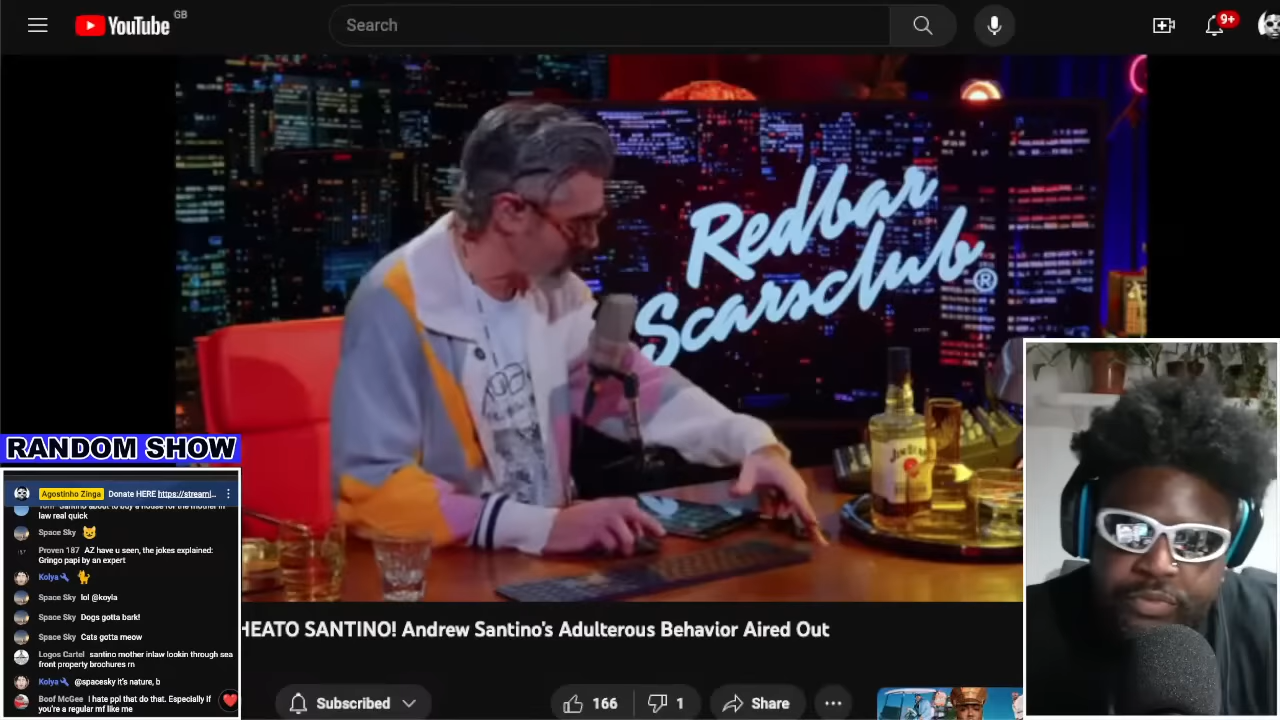 YouTube GB
Search
9+
Redbar
Scarsclub®
JIM BEAM
RANDOM SHOW
Agostinho Zinga Donate HERE https://streaml...
law real quick
Space Sky
Proven 187 AZ have u seen, the jokes explained:
Gringo papi by an expert
Kolya
Space Sky lol @koyla
Space Sky Dogs gotta bark!
Space Sky Cats gotta meow
Logos Cartel santino mother inlaw lookin through sea
front property brochures rn
Kolya @spacesky it's nature, b
Boof McGee I hate ppl that do that. Especially if
you're a regular mf like me
HEATO SANTINO! Andrew Santino's Adulterous Behavior Aired Out
Subscribed
166
1
Share